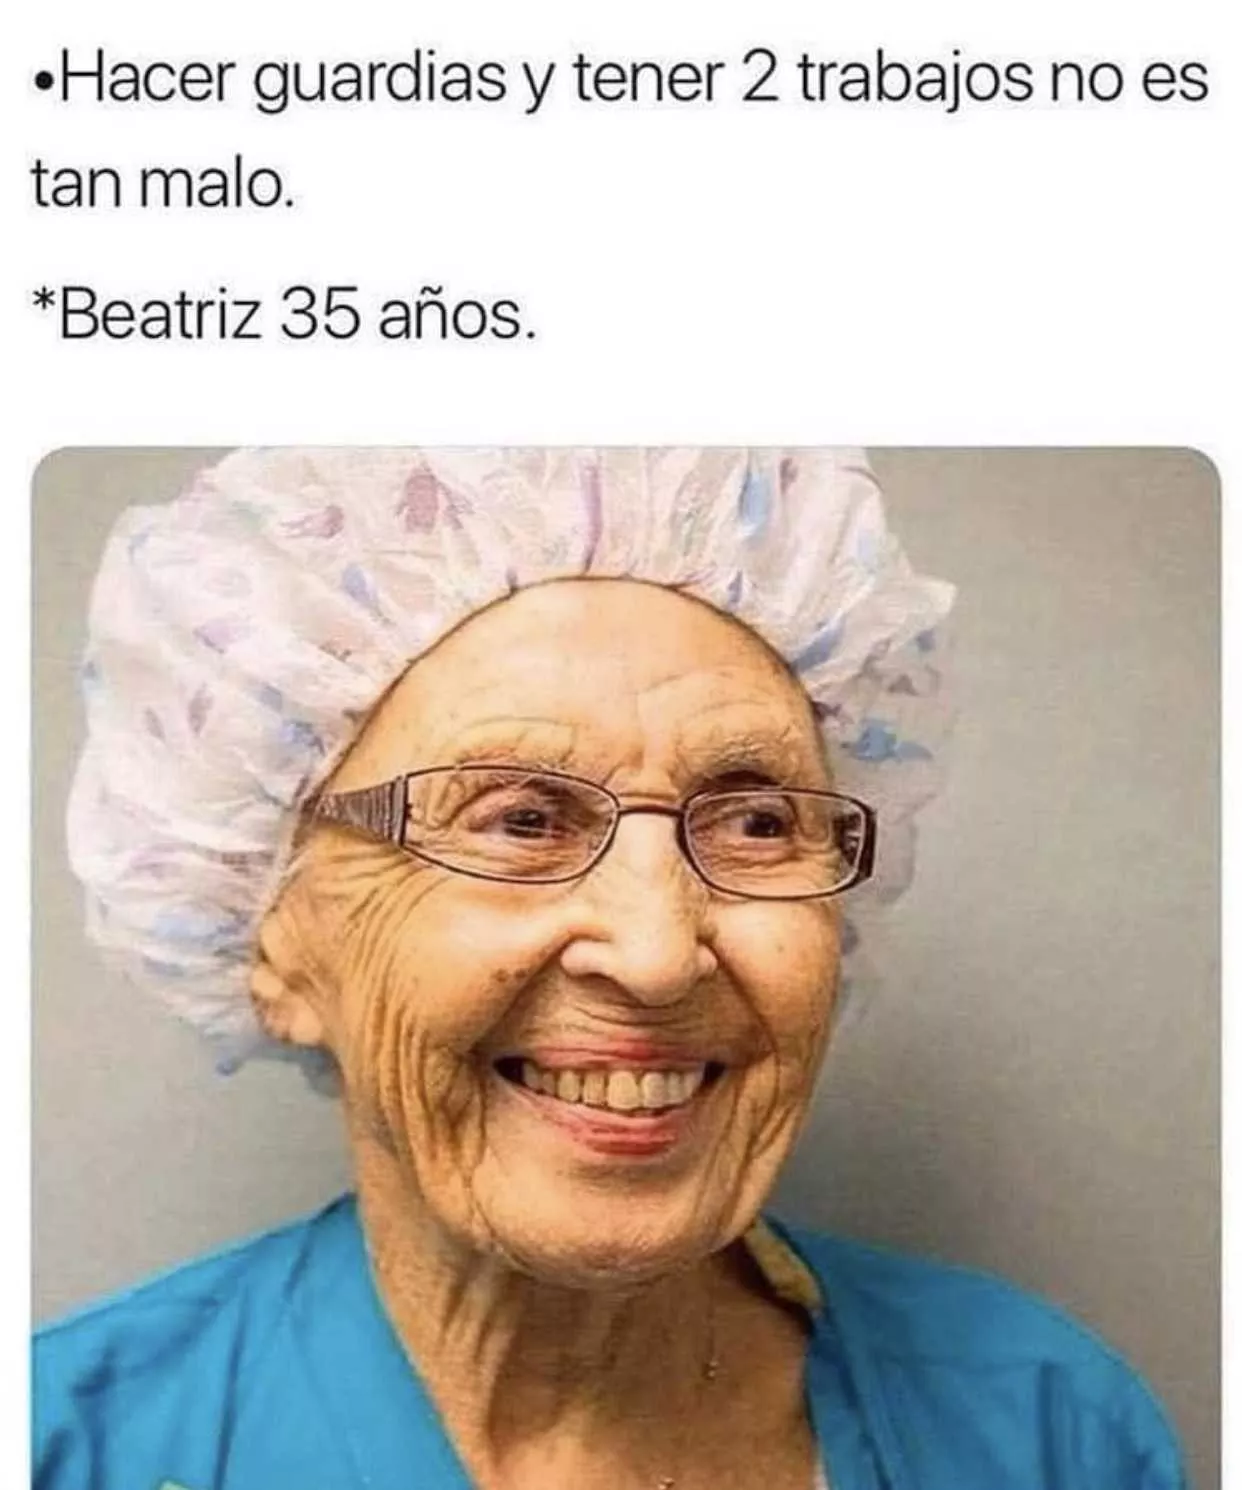 •Hacer guardias y tener 2 trabajos no es
tan malo.
*Beatriz 35 años.